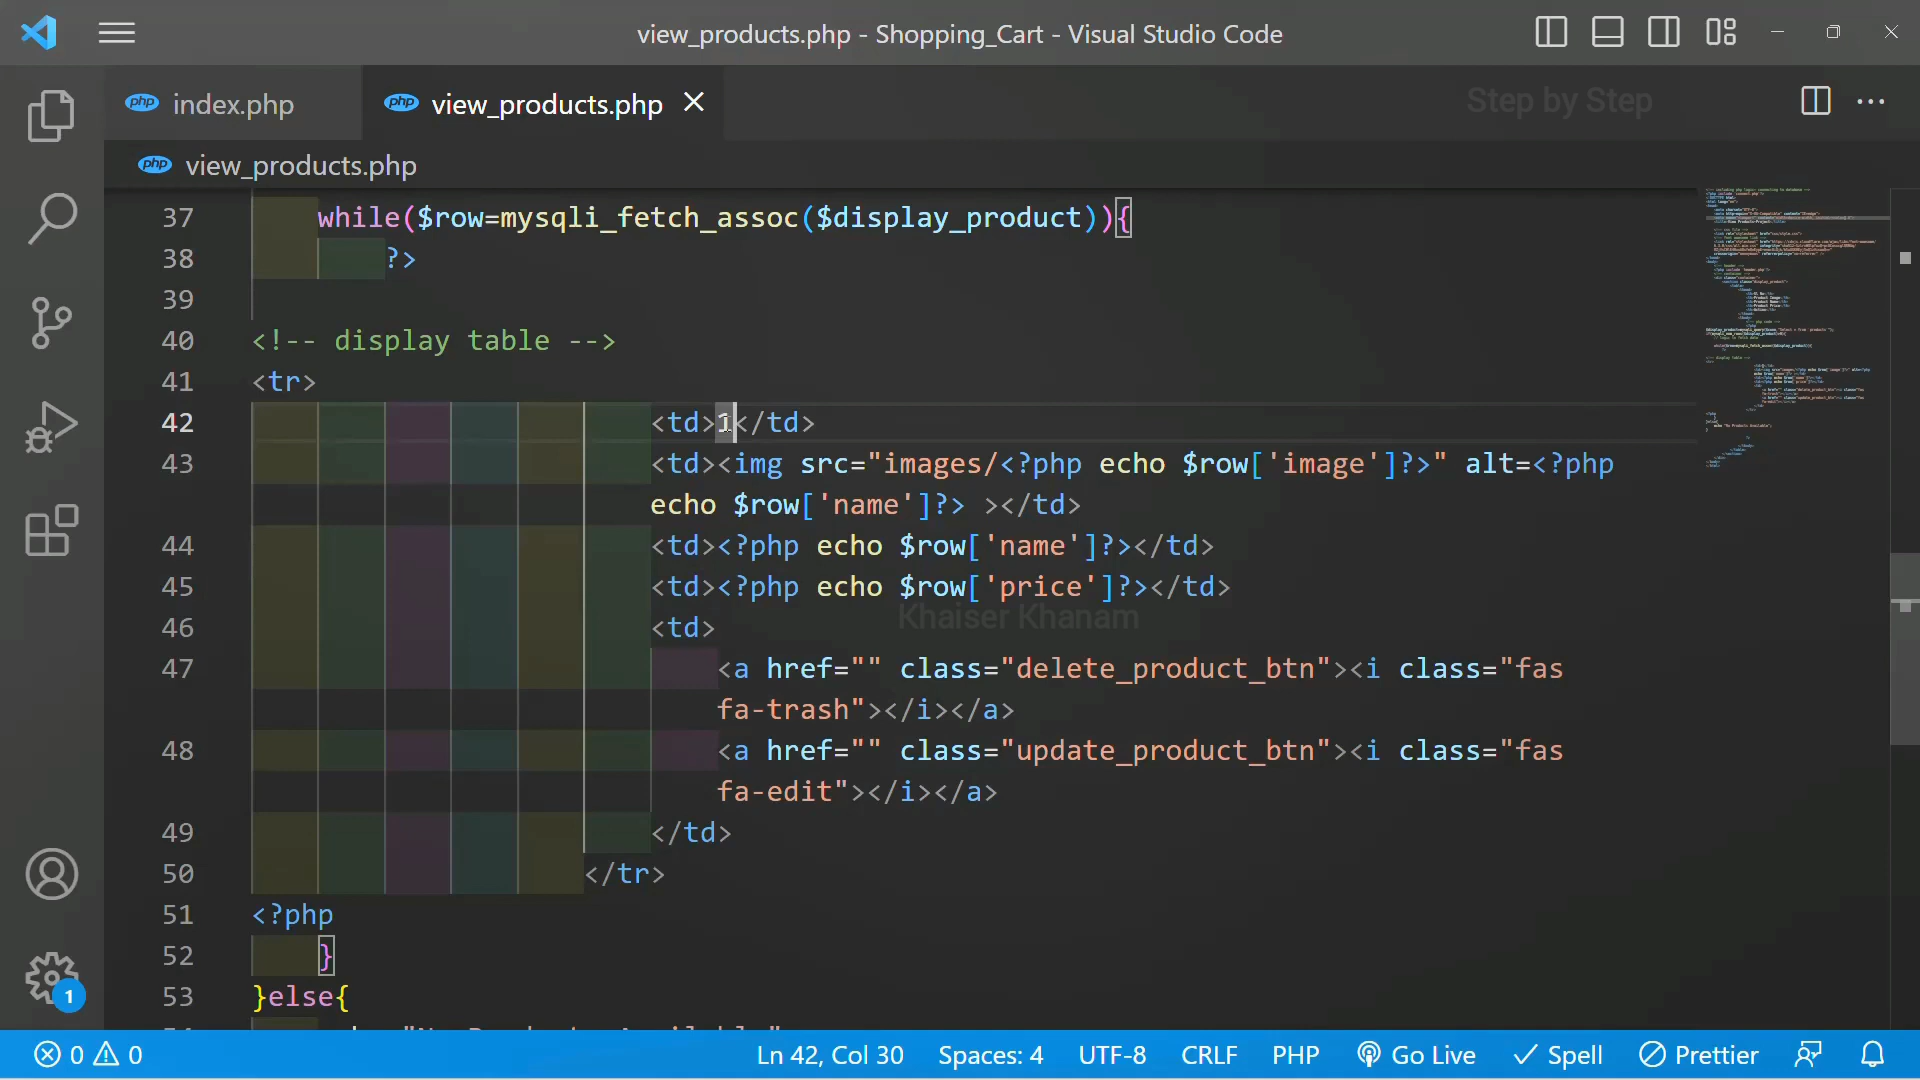 view_products.php - Shopping_Cart - Visual Studio Code
index.php
view_products.php
Step by Step
view_products.php
37 while($row=mysqli_fetch_assoc($display_product)){
38 ?>
39
40 <!-- display table -->
41 <tr>
42 <td>1</td>
43 <td><img src="images/<?php echo $row['image']?>" alt=<?php
echo $row['name']?> ></td>
44 <td><?php echo $row['name']?></td>
45 <td><?php echo $row['price']?></td>
Khaiser Khanam
46 <td>
47 <a href="" class="delete_product_btn"><i class="fas
fa-trash"></i></a>
48 <a href="" class="update_product_btn"><i class="fas
fa-edit"></i></a>
49 </td>
50 </tr>
51 <?php
52 }
53 }else{
1
0 0
Ln 42, Col 30 Spaces: 4 UTF-8 CRLF PHP Go Live Spell Prettier